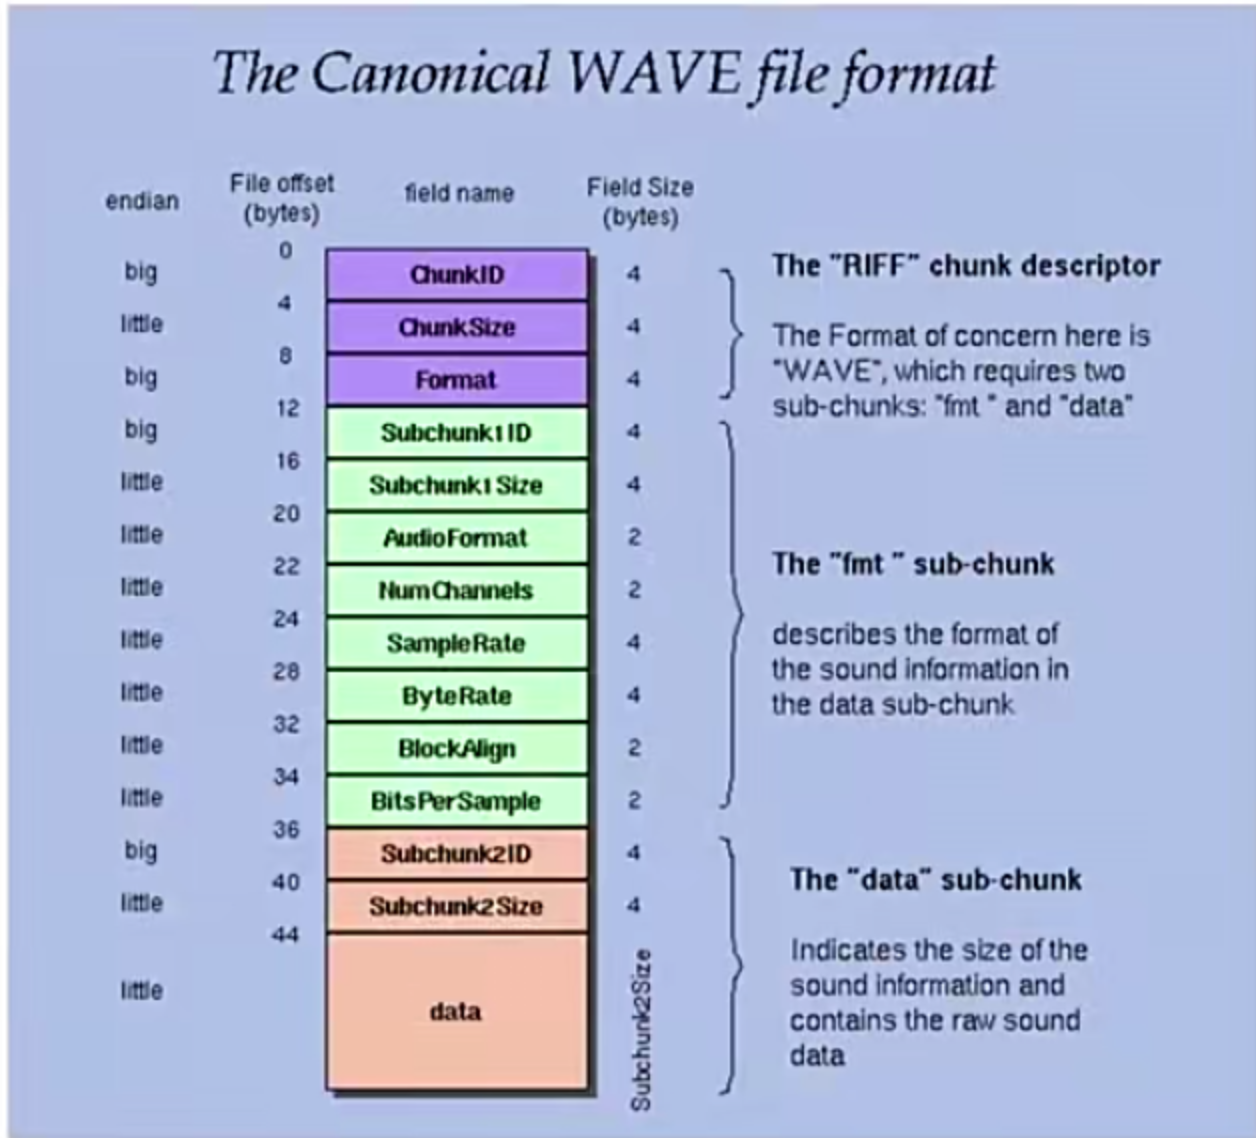 The Canonical WAVE file format
endian
File offset
(bytes)
field name
Field Size
(bytes)
0
big
ChunkID
4
4
little
ChunkSize
4
8
big
Format
4
12
big
Subchunk1ID
4
16
little
Subchunk1Size
4
20
little
AudioFormat
2
22
little
NumChannels
2
24
little
SampleRate
4
28
little
ByteRate
4
32
little
BlockAlign
2
34
little
BitsPerSample
2
36
big
Subchunk2ID
4
40
little
Subchunk2Size
4
44
little
data
Subchunk2Size
The "RIFF" chunk descriptor
The Format of concern here is
"WAVE", which requires two
sub-chunks: "fmt " and "data"
The "fmt " sub-chunk
describes the format of
the sound information in
the data sub-chunk
The "data" sub-chunk
Indicates the size of the
sound information and
contains the raw sound
data